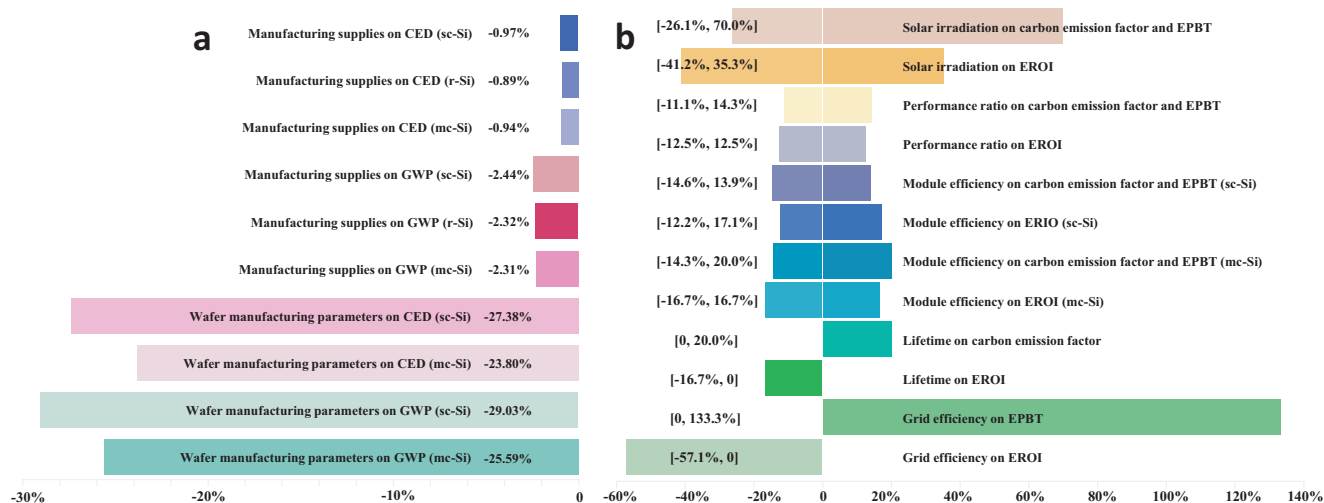 a
Manufacturing supplies on CED (sc-Si) -0.97%
Manufacturing supplies on CED (r-Si) -0.89%
Manufacturing supplies on CED (mc-Si) -0.94%
Manufacturing supplies on GWP (sc-Si) -2.44%
Manufacturing supplies on GWP (r-Si) -2.32%
Manufacturing supplies on GWP (mc-Si) -2.31%
Wafer manufacturing parameters on CED (sc-Si) -27.38%
Wafer manufacturing parameters on CED (mc-Si) -23.80%
Wafer manufacturing parameters on GWP (sc-Si) -29.03%
Wafer manufacturing parameters on GWP (mc-Si) -25.59%
-30% -20% -10% 0
b
[-26.1%, 70.0%] Solar irradiation on carbon emission factor and EPBT
[-41.2%, 35.3%] Solar irradiation on EROI
[-11.1%, 14.3%] Performance ratio on carbon emission factor and EPBT
[-12.5%, 12.5%] Performance ratio on EROI
[-14.6%, 13.9%] Module efficiency on carbon emission factor and EPBT (sc-Si)
[-12.2%, 17.1%] Module efficiency on ERIO (sc-Si)
[-14.3%, 20.0%] Module efficiency on carbon emission factor and EPBT (mc-Si)
[-16.7%, 16.7%] Module efficiency on EROI (mc-Si)
[0, 20.0%] Lifetime on carbon emission factor
[-16.7%, 0] Lifetime on EROI
[0, 133.3%] Grid efficiency on EPBT
[-57.1%, 0] Grid efficiency on EROI
-60% -40% -20% 0 20% 40% 60% 80% 100% 120% 140%